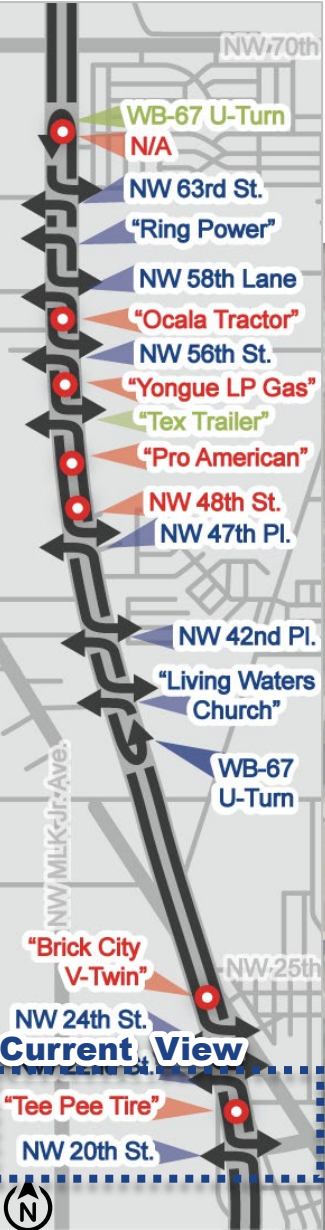 NW 70th
WB-67 U-Turn
N/A
NW 63rd St.
“Ring Power”
NW 58th Lane
“Ocala Tractor”
NW 56th St.
“Yongue LP Gas”
“Tex Trailer”
“Pro American”
NW 48th St.
NW 47th Pl.
NW 42nd Pl.
“Living Waters
Church”
WB-67
U-Turn
NW MLK Jr. Ave.
“Brick City
V-Twin”
NW 25th
NW 24th St.
Current View
“Tee Pee Tire”
NW 20th St.
N